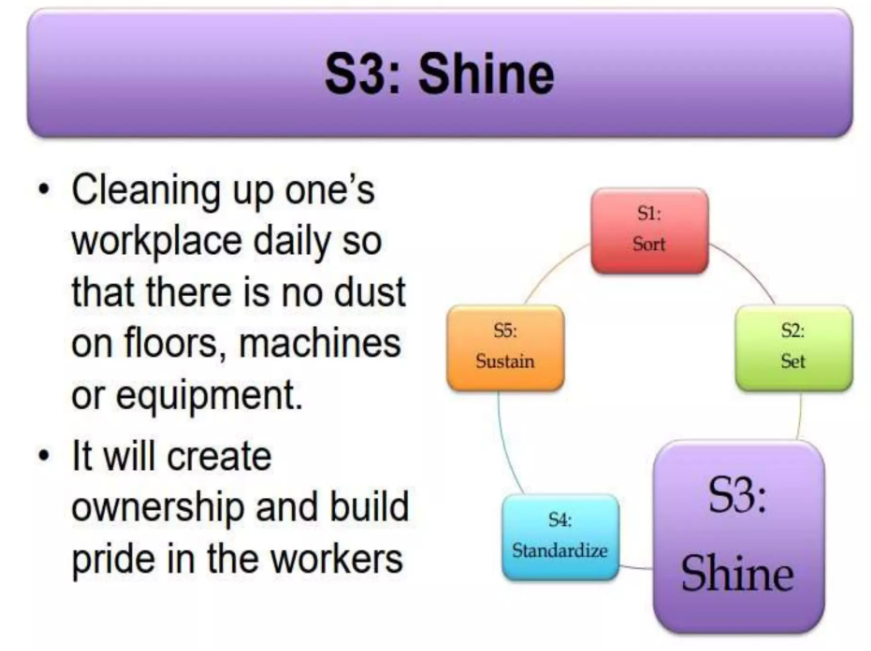 S3: Shine
• Cleaning up one's
workplace daily so
that there is no dust
on floors, machines
or equipment.
• It will create
ownership and build
pride in the workers
S1:
Sort
S2:
Set
S3:
Shine
S4:
Standardize
S5:
Sustain